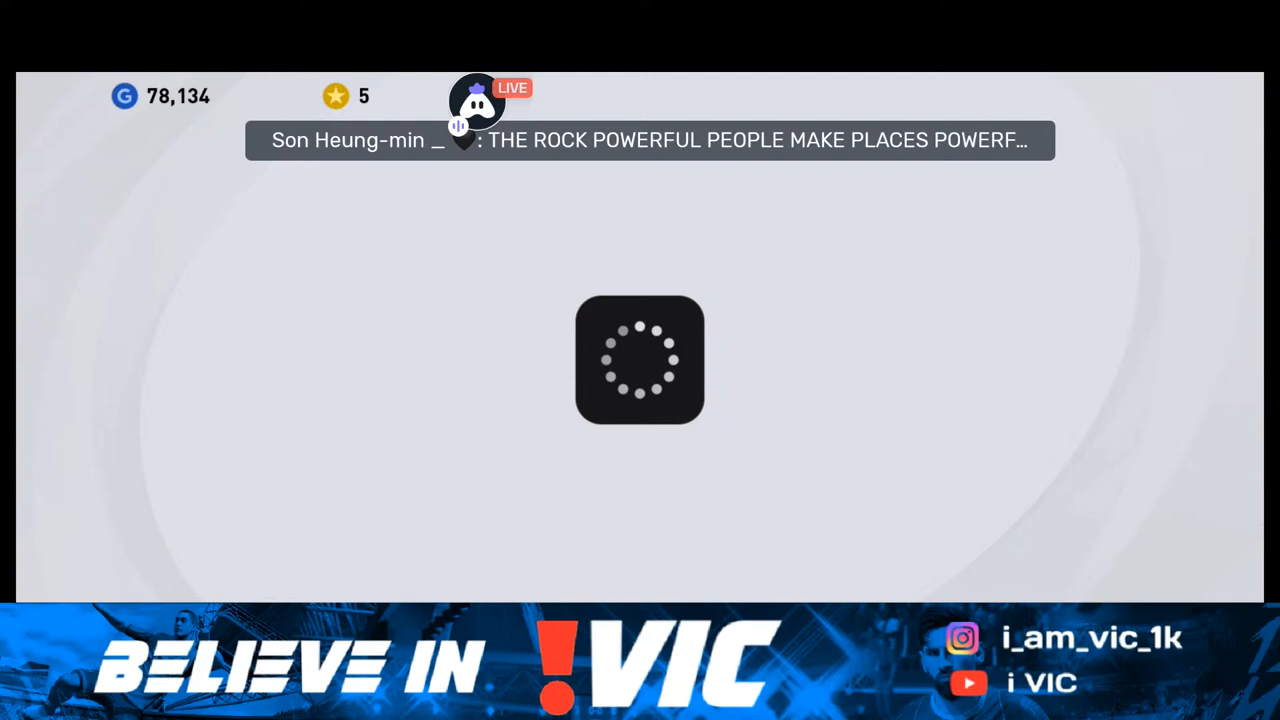 G 78,134
5
LIVE
Son Heung-min _ 🖤: THE ROCK POWERFUL PEOPLE MAKE PLACES POWERF...
BELIEVE IN !VIC
i_am_vic_1k
i VIC